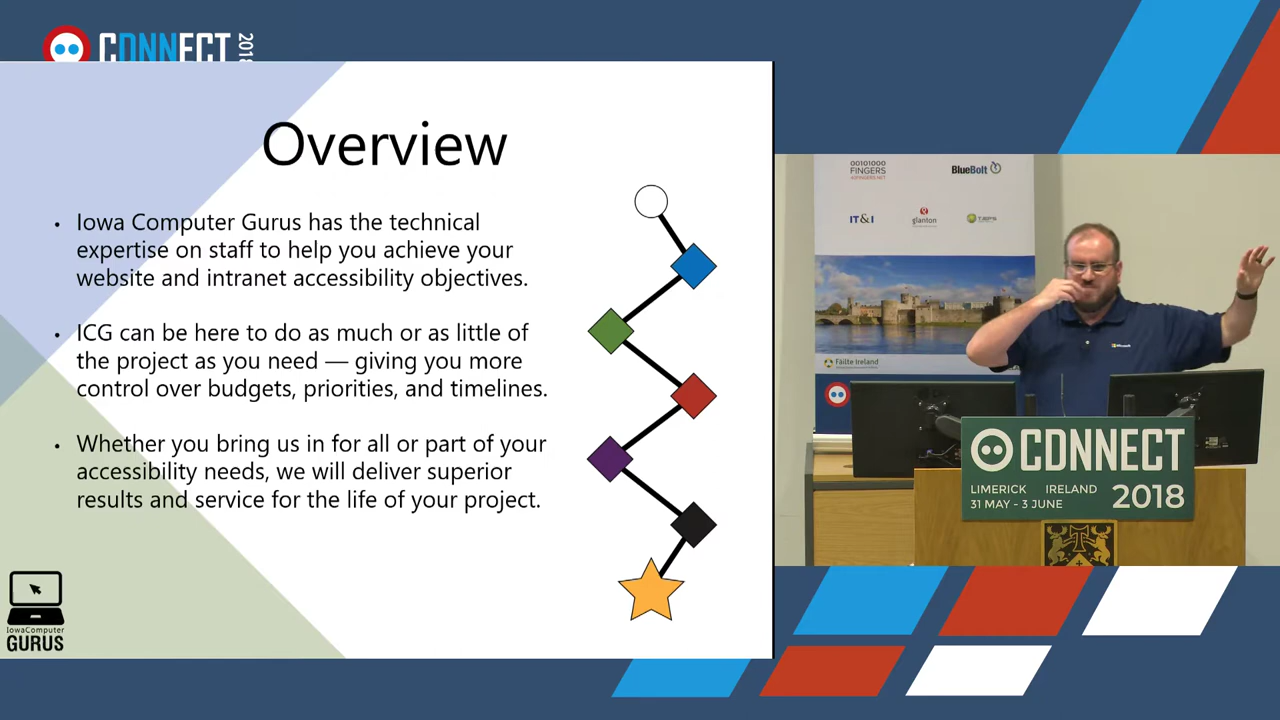 CDNNECT 2018
Overview
• Iowa Computer Gurus has the technical
expertise on staff to help you achieve your
website and intranet accessibility objectives.
• ICG can be here to do as much or as little of
the project as you need — giving you more
control over budgets, priorities, and timelines.
• Whether you bring us in for all or part of your
accessibility needs, we will deliver superior
results and service for the life of your project.
IowaComputer
GURUS
00101000
FINGERS
BlueBolt
IT&I
glanton
Fáilte Ireland
Microsoft
CDNNECT
LIMERICK IRELAND
31 MAY - 3 JUNE
2018